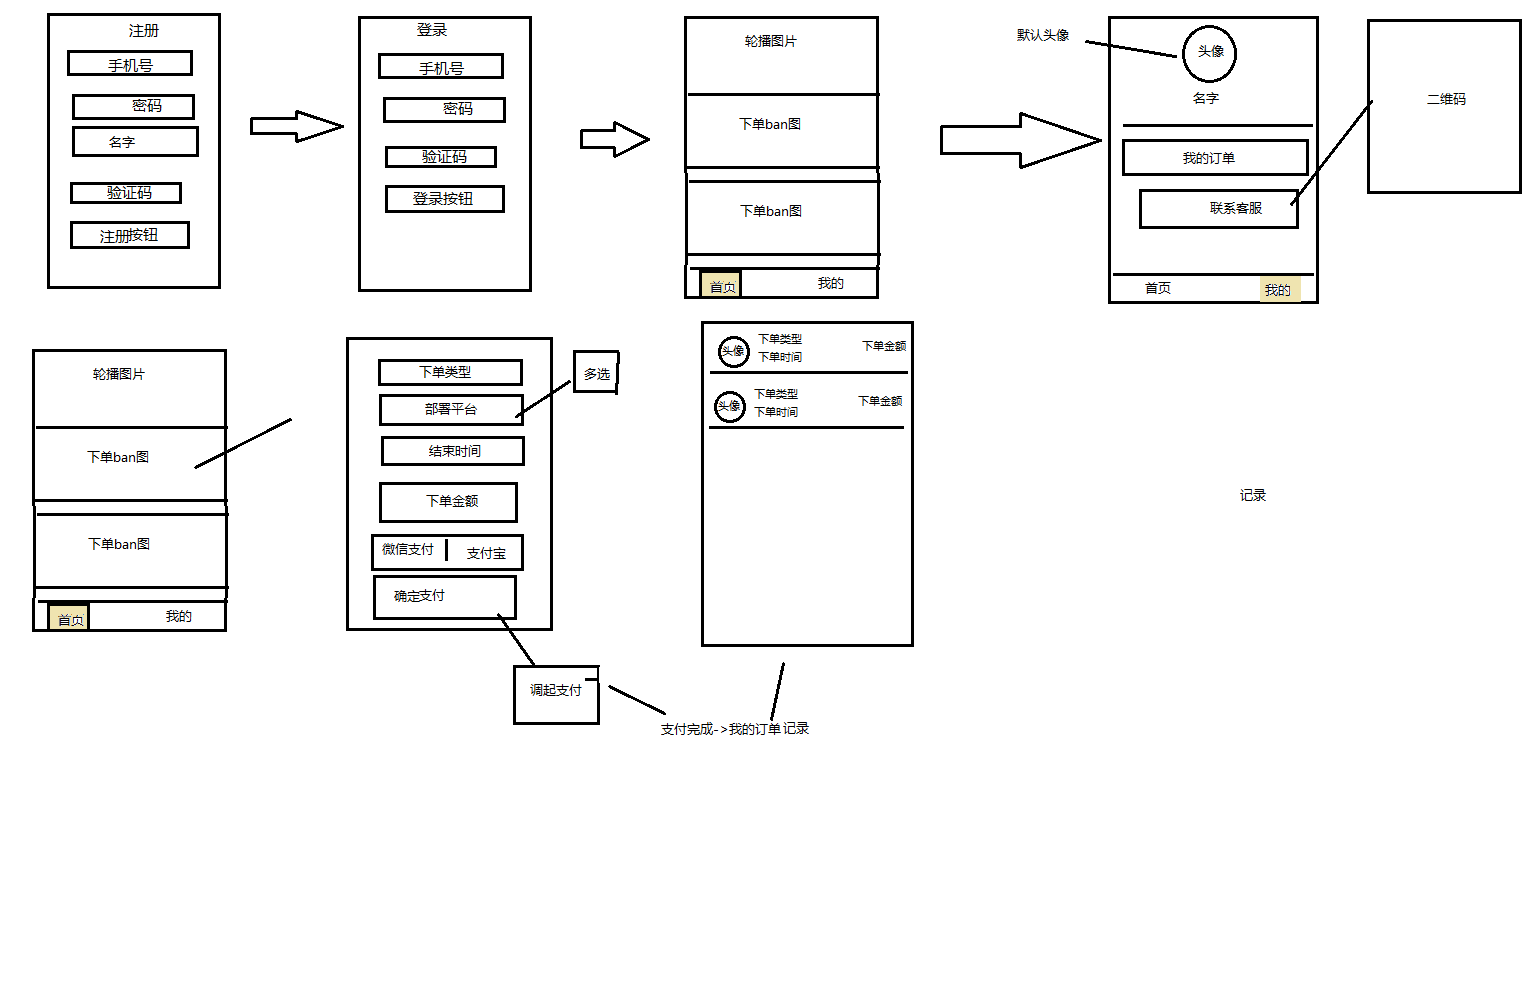 注册
手机号
密码
名字
验证码
注册按钮
登录
手机号
密码
验证码
登录按钮
轮播图片
下单ban图
下单ban图
首页
我的
默认头像
头像
名字
我的订单
联系客服
首页
我的
二维码
轮播图片
下单ban图
下单ban图
首页
我的
下单类型
部署平台
结束时间
下单金额
微信支付
支付宝
确定支付
多选
调起支付
支付完成->我的订单记录
头像
下单类型
下单时间
下单金额
头像
下单类型
下单时间
下单金额
记录